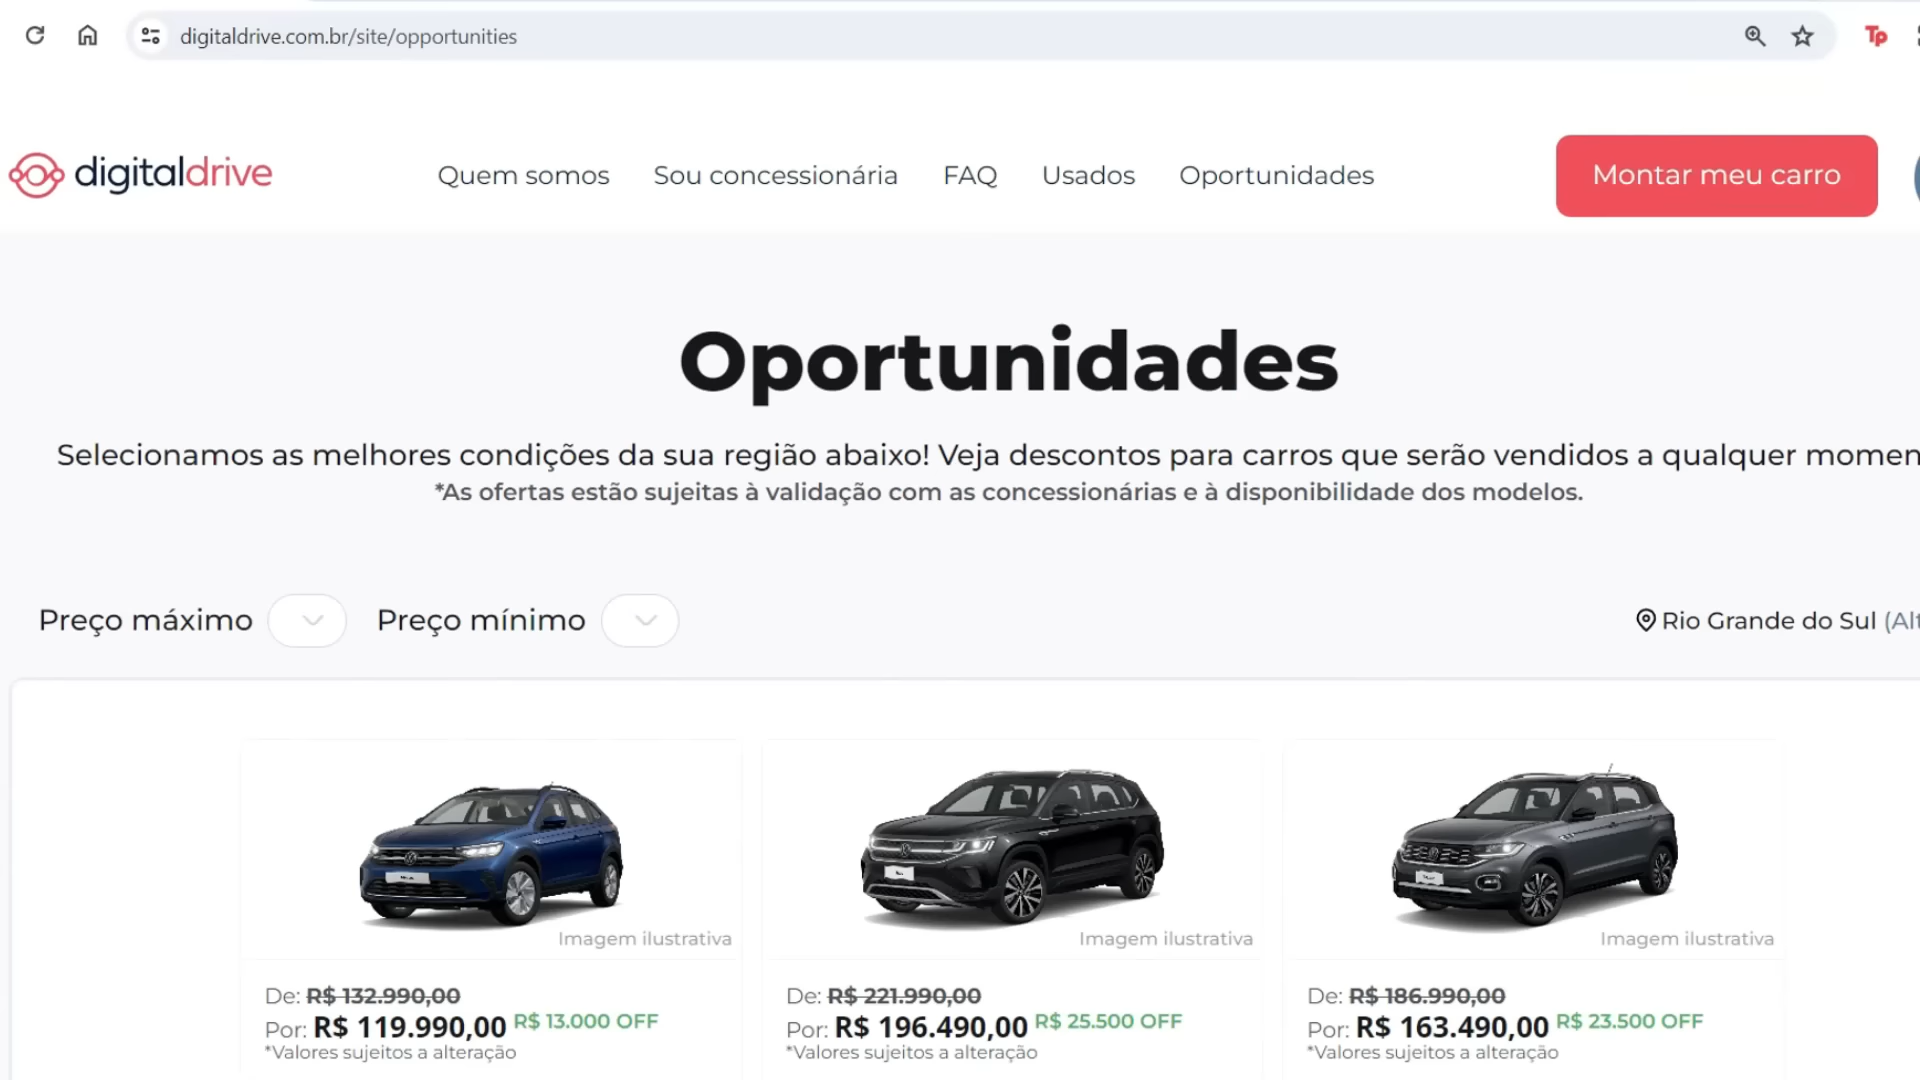 digitaldrive.com.br/site/opportunities
Tp
digitaldrive
Quem somos
Sou concessionária
FAQ
Usados
Oportunidades
Montar meu carro
Oportunidades
Selecionamos as melhores condições da sua região abaixo! Veja descontos para carros que serão vendidos a qualquer momen
*As ofertas estão sujeitas à validação com as concessionárias e à disponibilidade dos modelos.
Preço máximo
Preço mínimo
Rio Grande do Sul (Alt
Imagem ilustrativa
De: R$ 132.990,00
Por: R$ 119.990,00 R$ 13.000 OFF
*Valores sujeitos a alteração
Imagem ilustrativa
De: R$ 221.990,00
Por: R$ 196.490,00 R$ 25.500 OFF
*Valores sujeitos a alteração
Imagem ilustrativa
De: R$ 186.990,00
Por: R$ 163.490,00 R$ 23.500 OFF
*Valores sujeitos a alteração